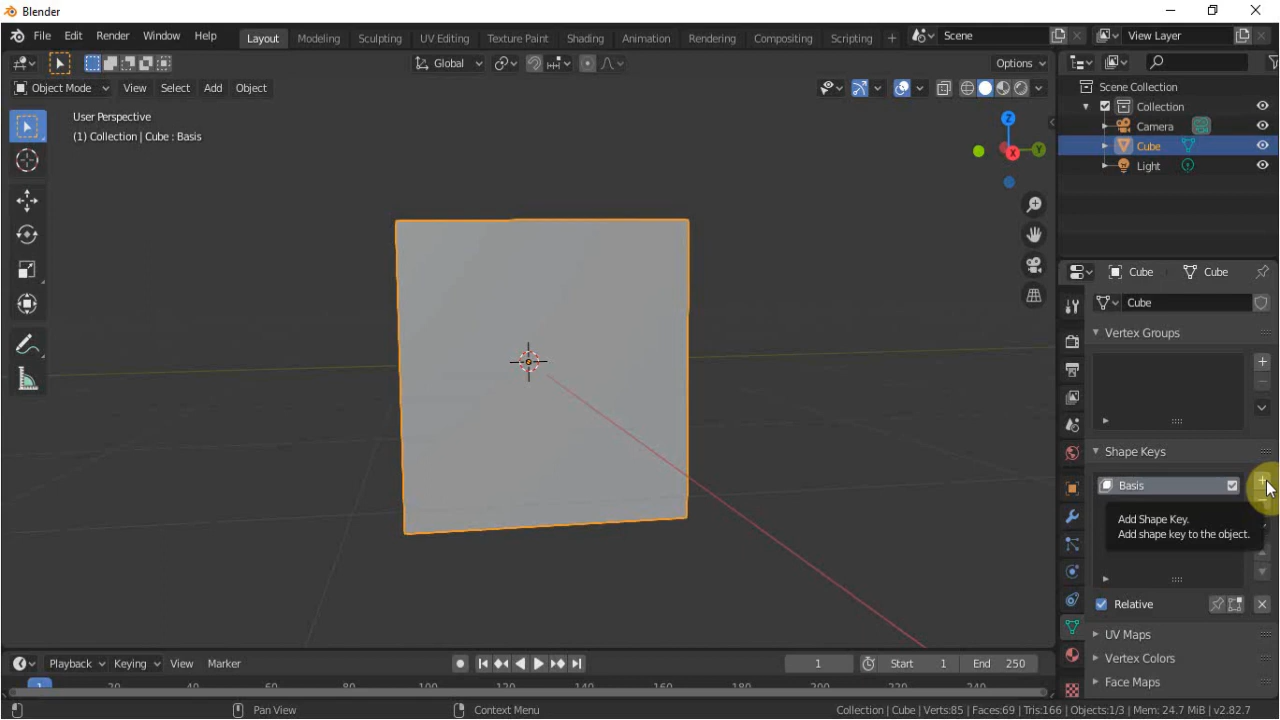 Blender
File Edit Render Window Help Layout Modeling Sculpting UV Editing Texture Paint Shading Animation Rendering Compositing Scripting + Scene View Layer
Global Options
Object Mode View Select Add Object
User Perspective
(1) Collection | Cube : Basis
Z
Y
X
Scene Collection
Collection
Camera
Cube
Light
Cube Cube
Cube
Vertex Groups
Shape Keys
Basis
Add Shape Key.
Add shape key to the object.
Relative
UV Maps
Vertex Colors
Face Maps
Playback Keying View Marker 1 Start 1 End 250
1 20 40 60 80 100 120 140 160 180 200 220 240
Pan View Context Menu Collection | Cube | Verts:85 | Faces:69 | Tris:166 | Objects:1/3 | Mem: 24.7 MiB | v2.82.7